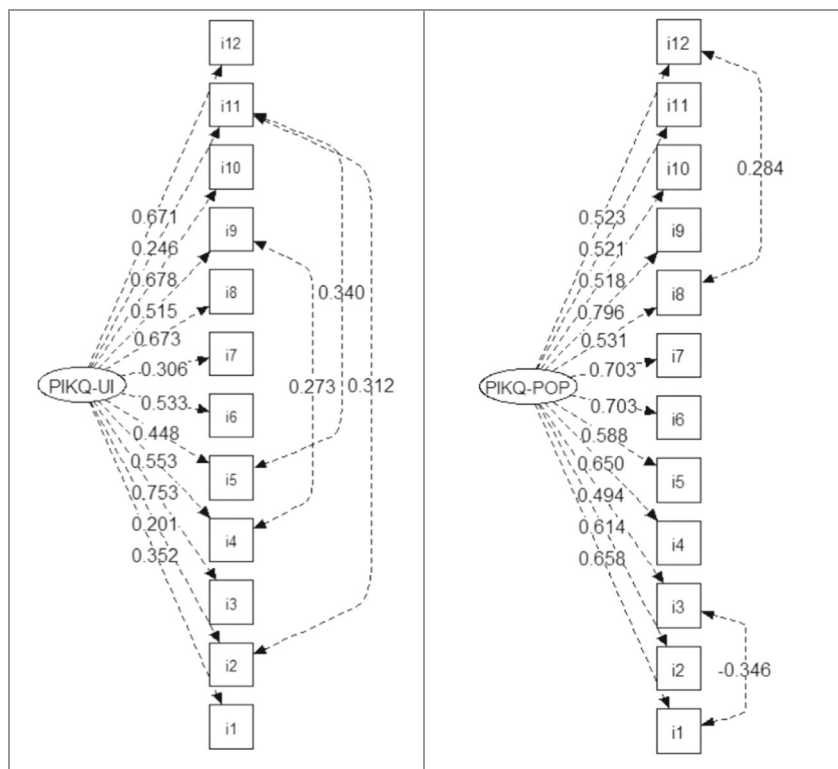 i12
i11
i10
i9
i8
i7
i6
i5
i4
i3
i2
i1
PIKQ-UI
0.671
0.246
0.678
0.515
0.673
0.306
0.533
0.448
0.553
0.753
0.201
0.352
0.340
0.273
0.312
i12
i11
i10
i9
i8
i7
i6
i5
i4
i3
i2
i1
PIKQ-POP
0.523
0.521
0.518
0.796
0.531
0.703
0.703
0.588
0.650
0.494
0.614
0.658
0.284
-0.346